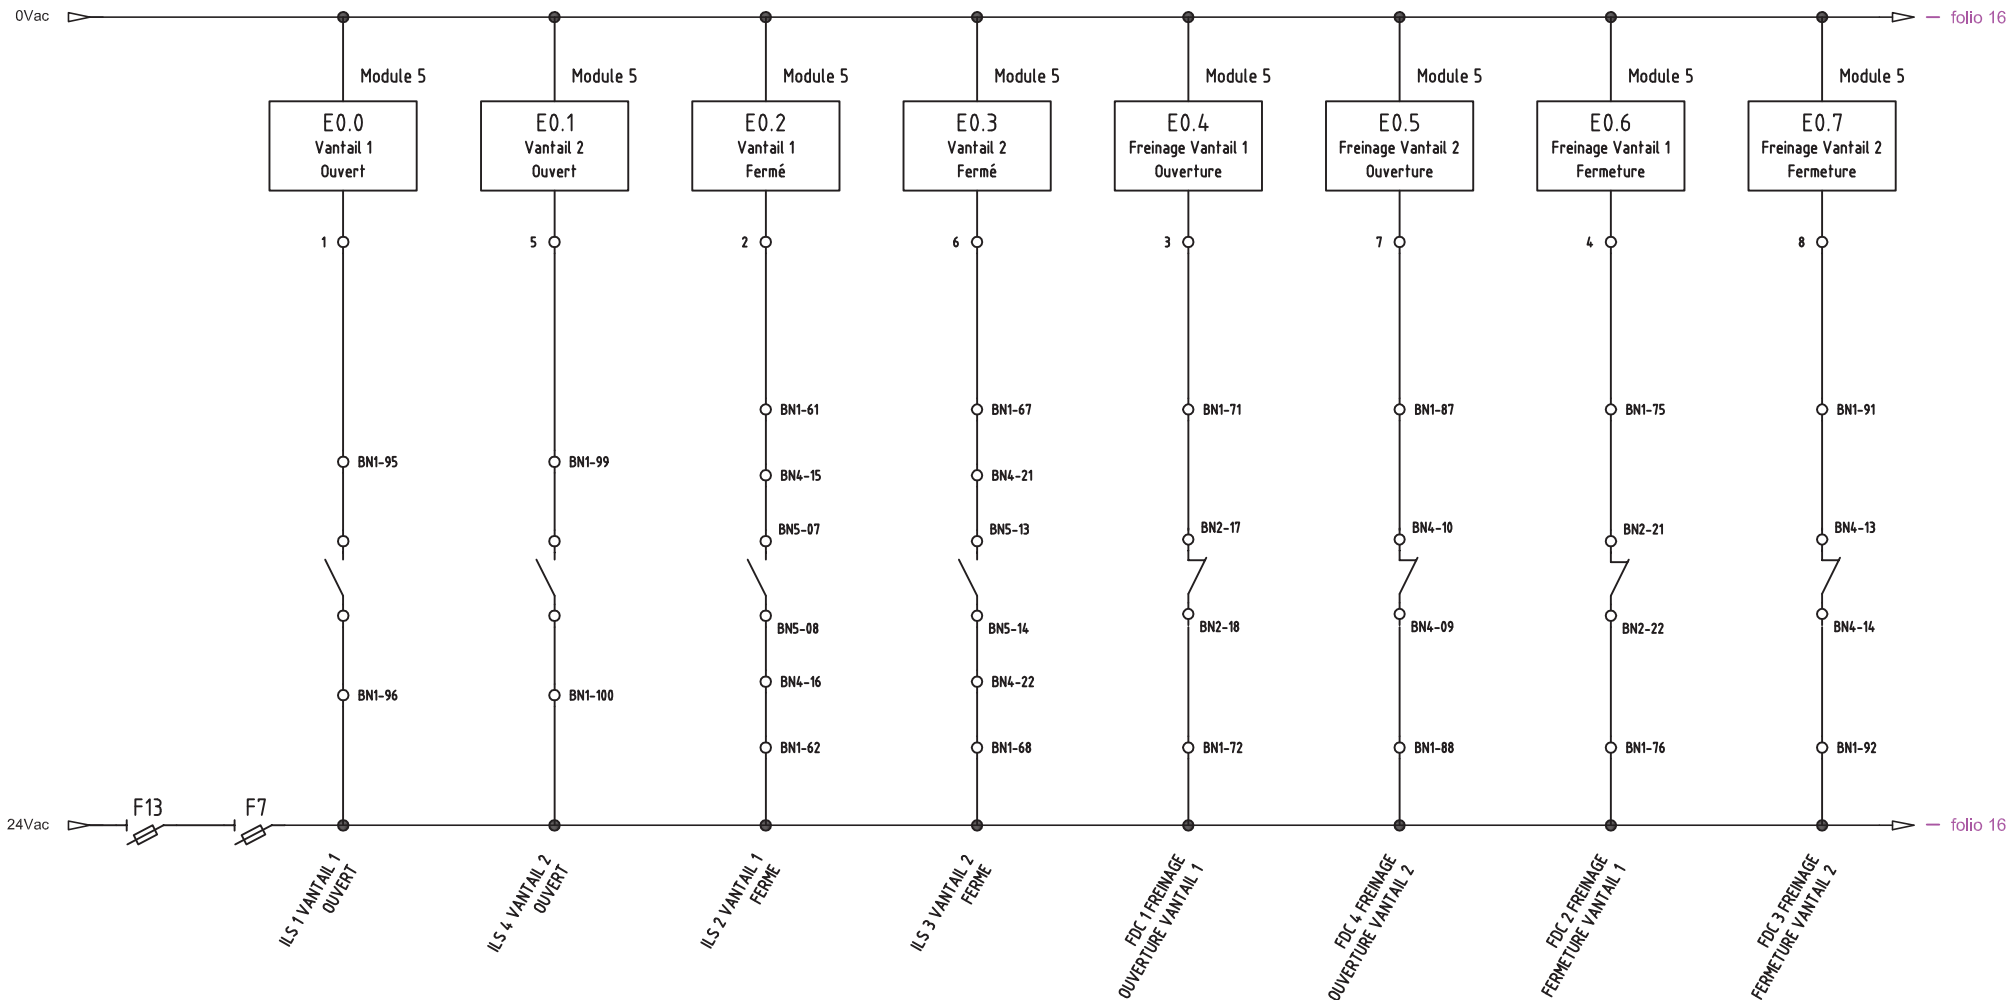 0Vac
folio 16
Module 5
Module 5
Module 5
Module 5
Module 5
Module 5
Module 5
Module 5
E0.0
Vantail 1
Ouvert
E0.1
Vantail 2
Ouvert
E0.2
Vantail 1
Fermé
E0.3
Vantail 2
Fermé
E0.4
Freinage Vantail 1
Ouverture
E0.5
Freinage Vantail 2
Ouverture
E0.6
Freinage Vantail 1
Fermeture
E0.7
Freinage Vantail 2
Fermeture
1
5
2
6
3
7
4
8
BN1-61
BN1-67
BN1-71
BN1-87
BN1-75
BN1-91
BN1-95
BN1-99
BN4-15
BN4-21
BN5-07
BN5-13
BN2-17
BN4-10
BN2-21
BN4-13
BN5-08
BN5-14
BN2-18
BN4-09
BN2-22
BN4-14
BN1-96
BN1-100
BN4-16
BN4-22
BN1-62
BN1-68
BN1-72
BN1-88
BN1-76
BN1-92
F13
F7
24Vac
folio 16
ILS 1 VANTAIL 1
OUVERT
ILS 4 VANTAIL 2
OUVERT
ILS 2 VANTAIL 1
FERME
ILS 3 VANTAIL 2
FERME
FDC 1 FREINAGE
OUVERTURE VANTAIL 1
FDC 4 FREINAGE
OUVERTURE VANTAIL 2
FDC 2 FREINAGE
FERMETURE VANTAIL 1
FDC 3 FREINAGE
FERMETURE VANTAIL 2